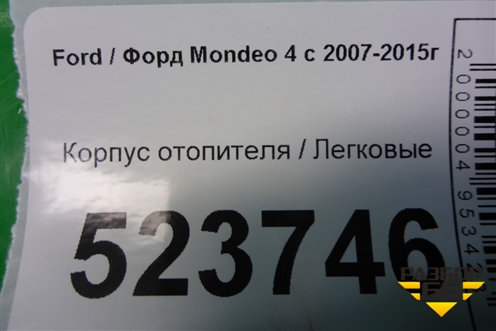 Ford / Форд Mondeo 4 с 2007-2015г
Корпус отопителя / Легковые
523746